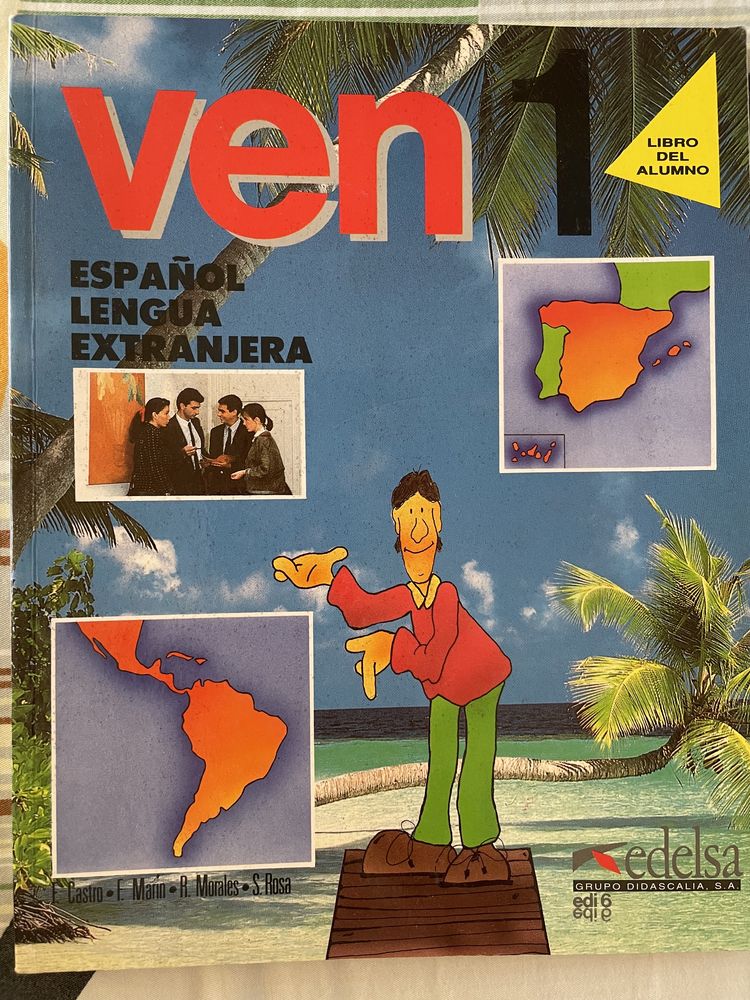 ven 1
LIBRO
DEL
ALUMNO
ESPAÑOL
LENGUA
EXTRANJERA
F. Castro • F. Marín • R. Morales • S. Rosa
edelsa
GRUPO DIDASCALIA, S.A.
edi 6